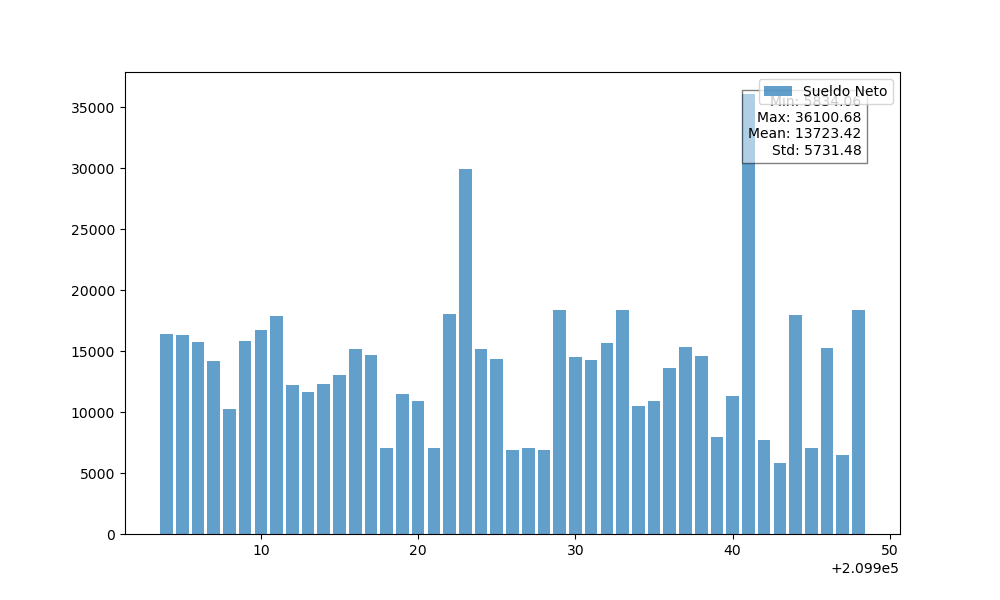 Sueldo Neto
Min: 5834.06
Max: 36100.68
Mean: 13723.42
Std: 5731.48
35000
30000
25000
20000
15000
10000
5000
0
10 20 30 40 50
+2.099e5